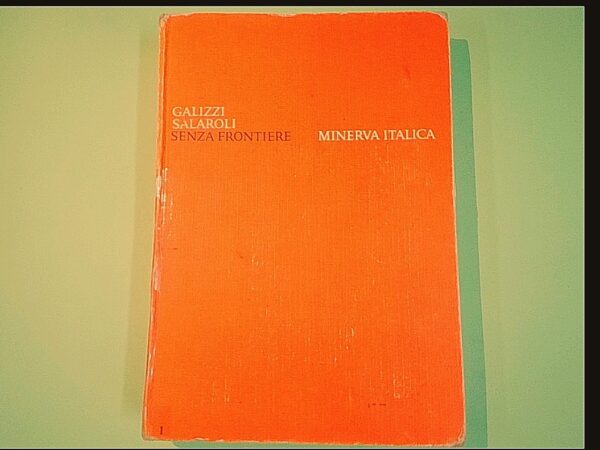 GALIZZI
SALAROLI
SENZA FRONTIERE MINERVA ITALICA
1